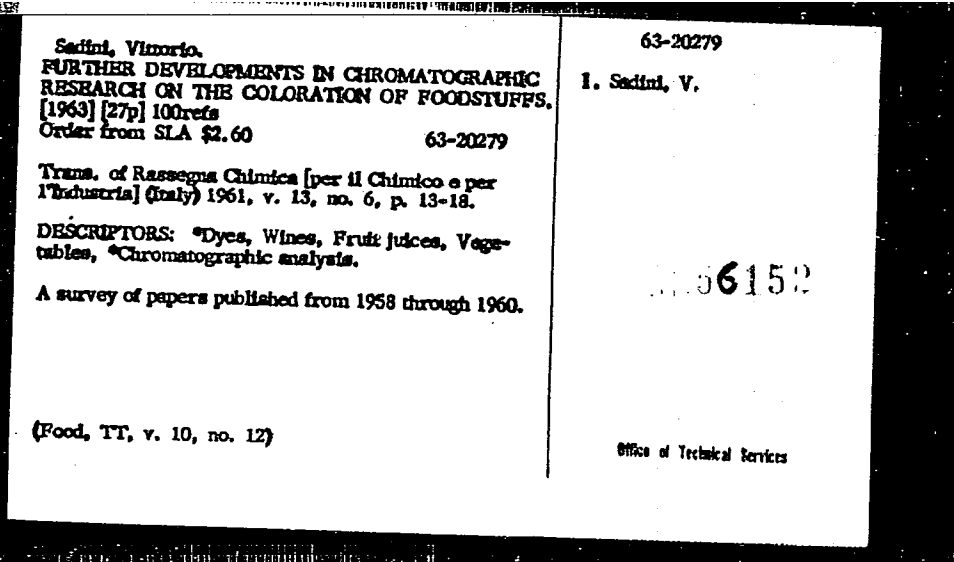 Sadini, Vittorio.
FURTHER DEVELOPMENTS IN CHROMATOGRAPHIC
RESEARCH ON THE COLORATION OF FOODSTUFFS.
[1963] [27p] 100refs
Order from SLA $2.60 63-20279
Trans. of Rassegna Chimica [per il Chimico e per
l'Industria] (Italy) 1961, v. 13, no. 6, p. 13-18.
DESCRIPTORS: *Dyes, Wines, Fruit juices, Vege-
tables, *Chromatographic analysis.
A survey of papers published from 1958 through 1960.
(Food, TT, v. 10, no. 12)
63-20279
1. Sadini, V.
6152
Office of Technical Services